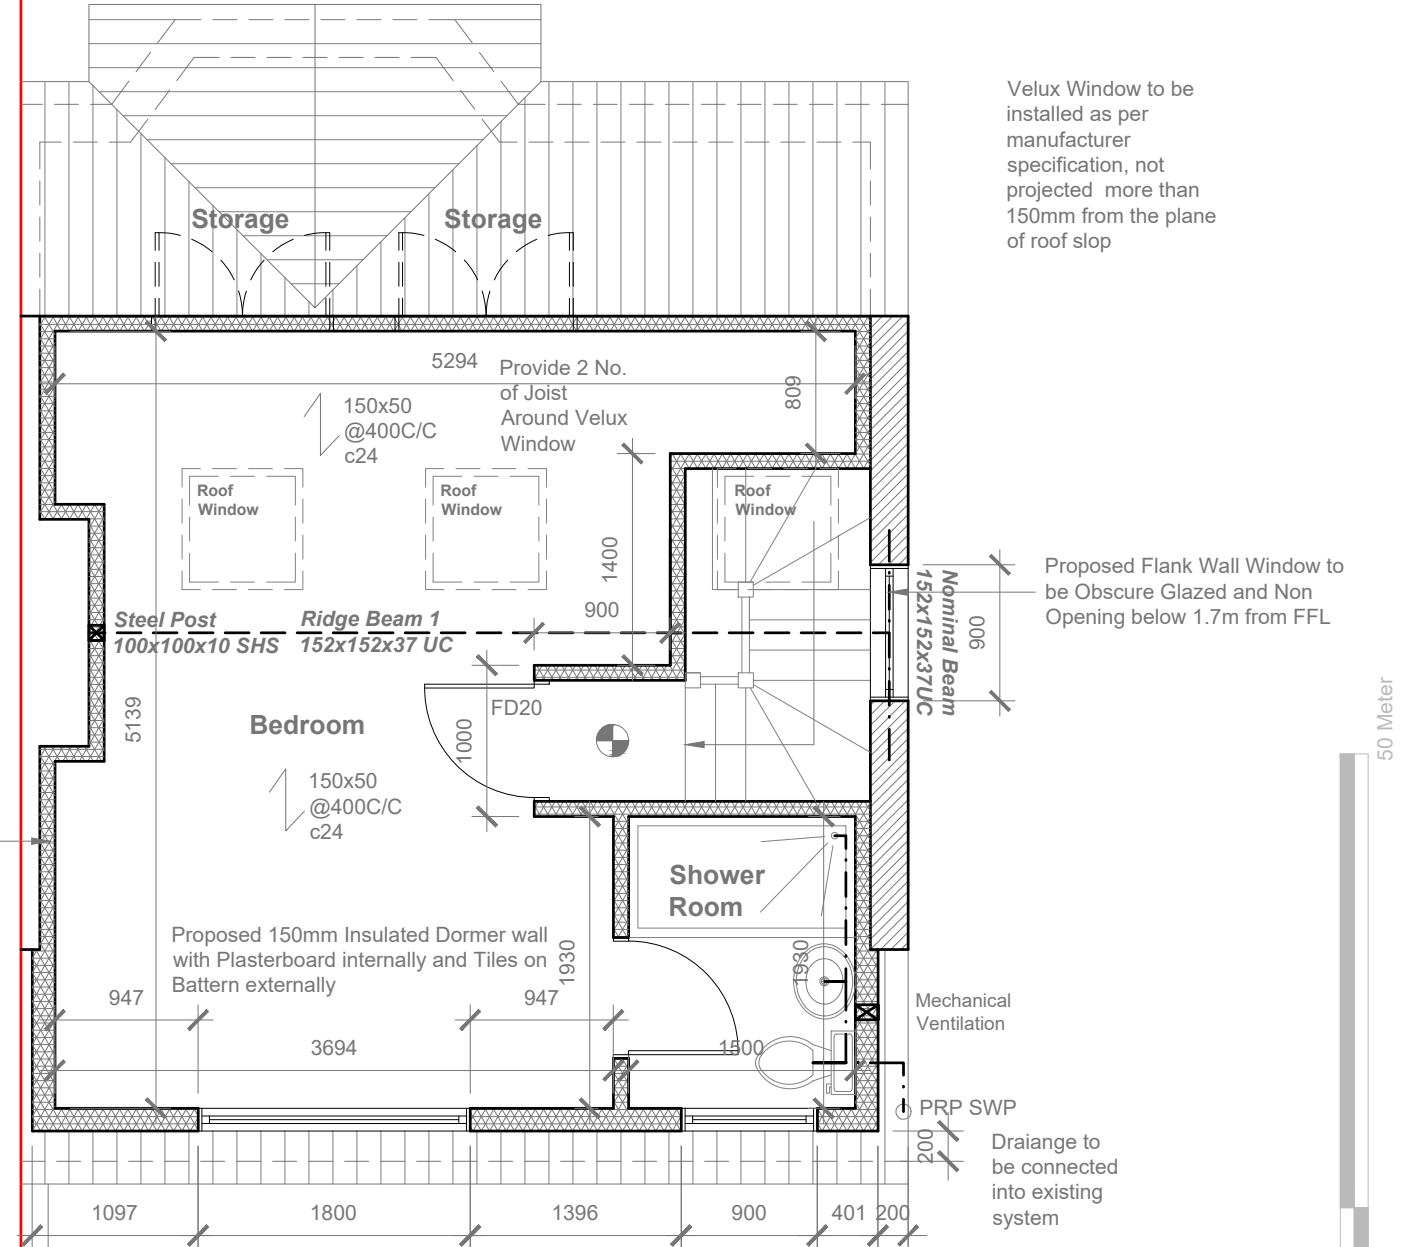 Velux Window to be
installed as per
manufacturer
specification, not
projected more than
150mm from the plane
of roof slop
Storage
Storage
5294
Provide 2 No.
of Joist
Around Velux
Window
809
150x50
@400C/C
c24
Roof
Window
Roof
Window
Roof
Window
1400
900
Steel Post
100x100x10 SHS
Ridge Beam 1
152x152x37 UC
Nominal Beam
152x152x37UC
900
Proposed Flank Wall Window to
be Obscure Glazed and Non
Opening below 1.7m from FFL
5139
Bedroom
FD20
1000
150x50
@400C/C
c24
50 Meter
Shower
Room
Proposed 150mm Insulated Dormer wall
with Plasterboard internally and Tiles on
Battern externally
1930
1930
947
947
Mechanical
Ventilation
3694
1500
PRP SWP
200
Draiange to
be connected
into existing
system
1097
1800
1396
900
401
200